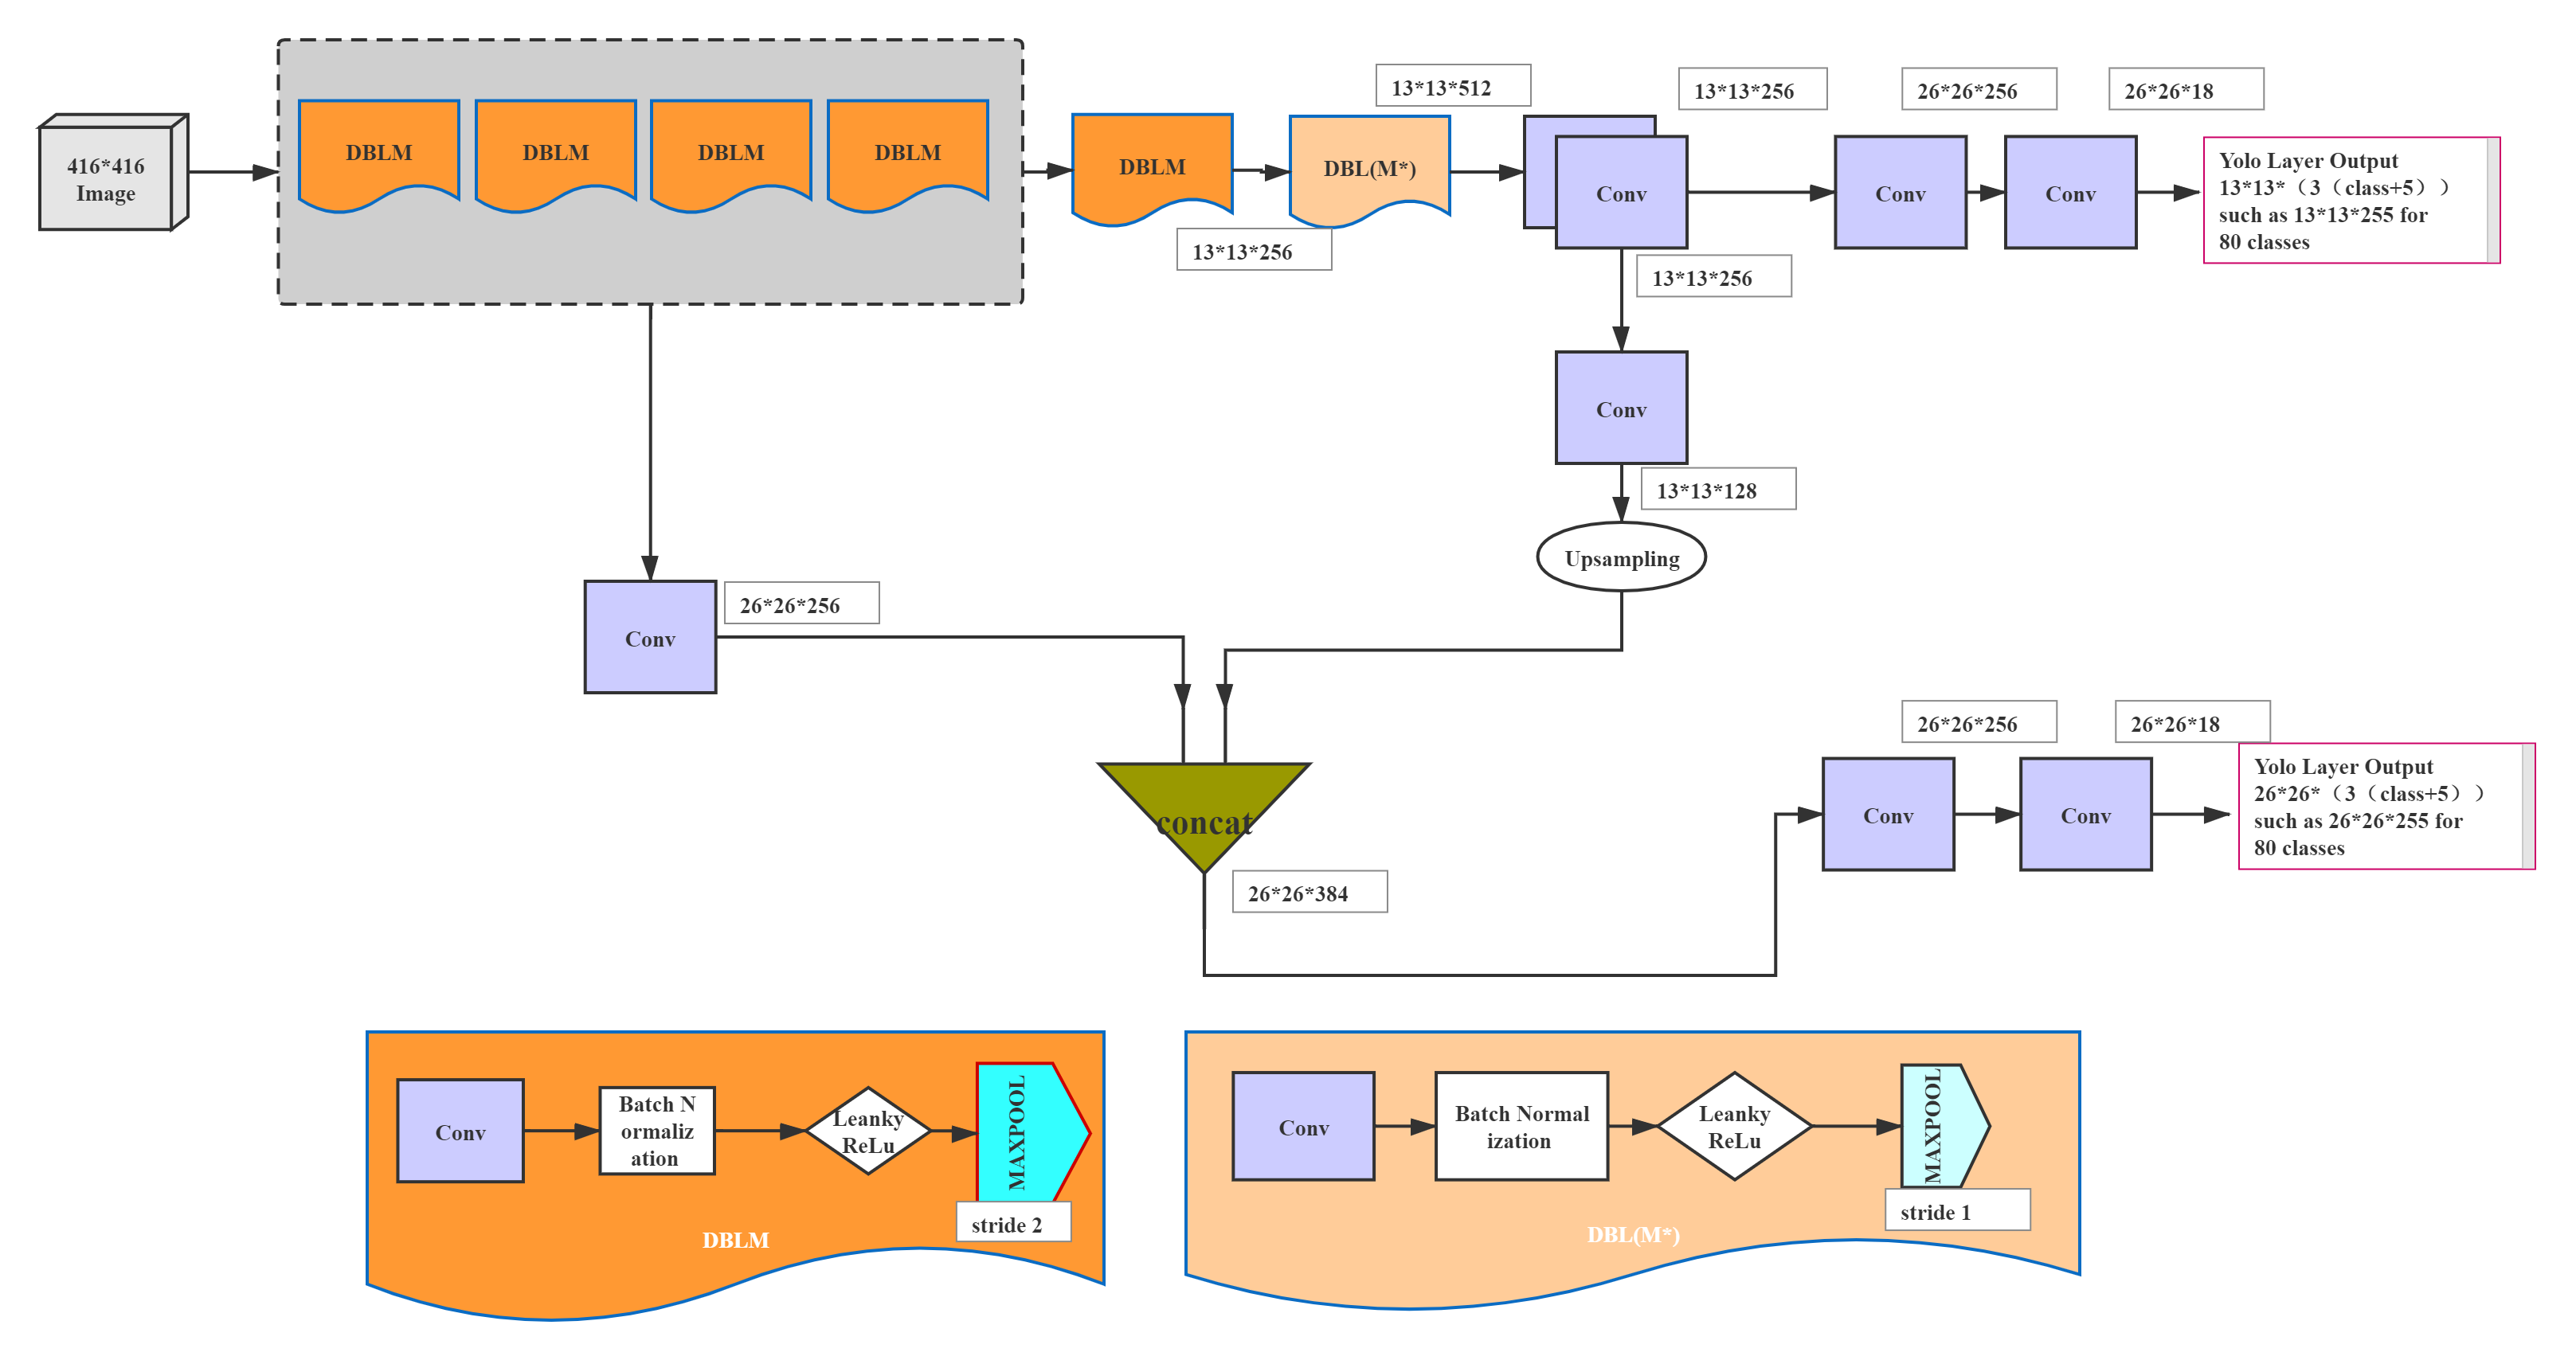 416*416
Image
DBLM
DBLM
DBLM
DBLM
DBLM
13*13*256
DBL(M*)
13*13*512
Conv
13*13*256
26*26*256
26*26*18
Conv
Conv
Yolo Layer Output
13*13*（3（class+5））
such as 13*13*255 for
80 classes
13*13*256
Conv
13*13*128
Upsampling
Conv
26*26*256
concat
26*26*384
26*26*256
26*26*18
Conv
Conv
Yolo Layer Output
26*26*（3（class+5））
such as 26*26*255 for
80 classes
Conv
Batch N
ormaliz
ation
Leanky
ReLu
MAXPOOL
stride 2
DBLM
Conv
Batch Normal
ization
Leanky
ReLu
MAXPOOL
stride 1
DBL(M*)